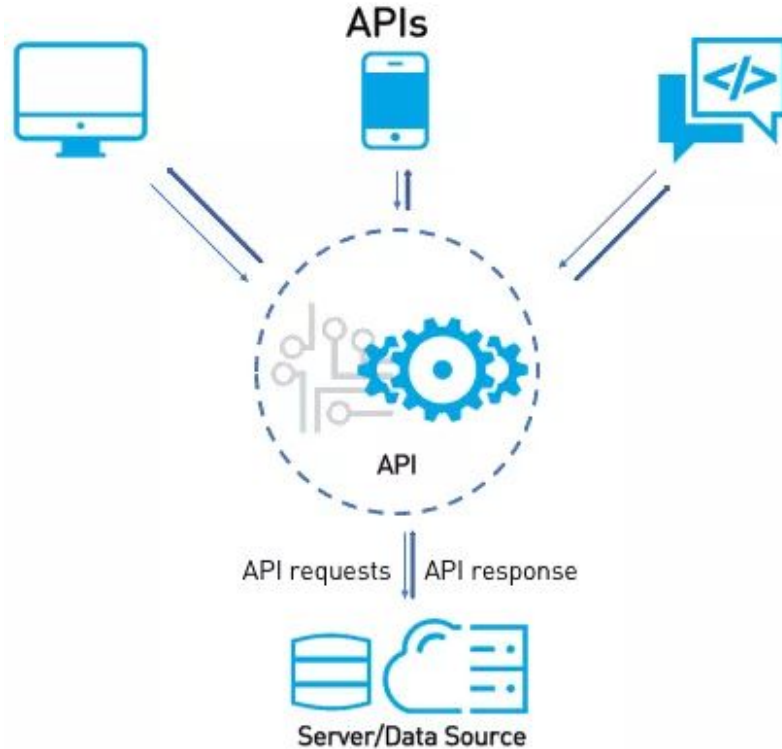 APIs
</>
API
API requests
API response
Server/Data Source